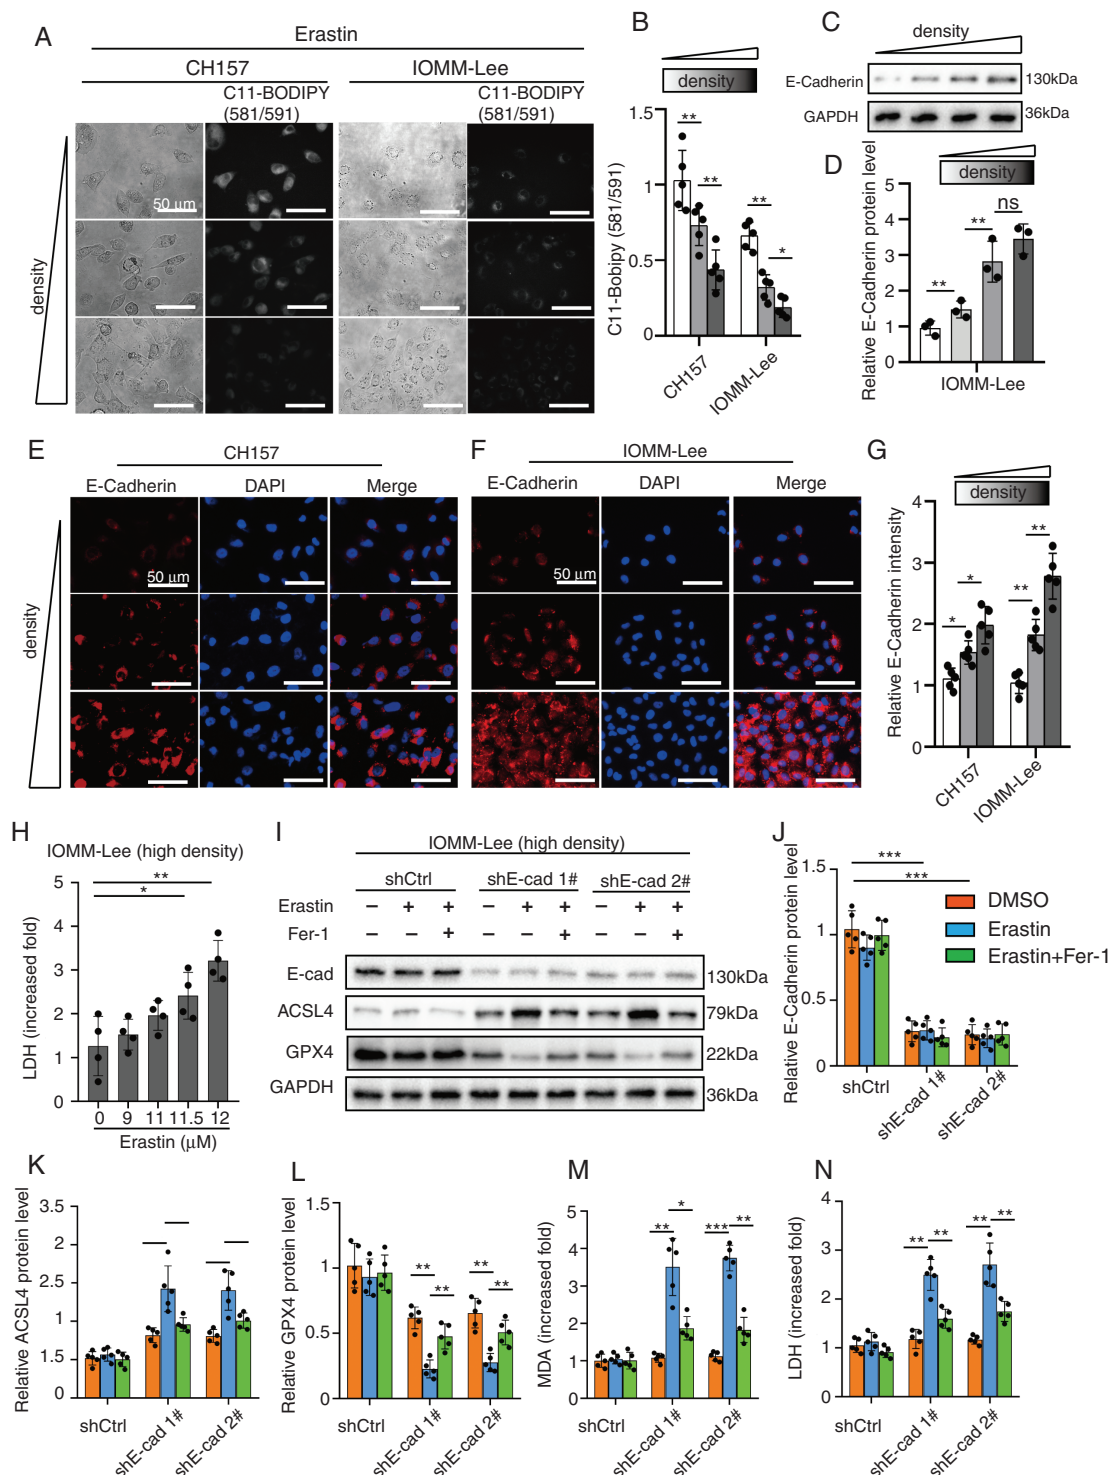 A
Erastin
CH157
IOMM-Lee
C11-BODIPY
(581/591)
C11-BODIPY
(581/591)
density
50 µm
B
density
C11-Bobipy (581/591)
1.5
1
0.5
0
**
**
**
*
CH157
IOMM-Lee
C
density
E-Cadherin
130kDa
GAPDH
36kDa
D
density
Relative E-Cadherin protein level
5
4
3
2
1
0
**
**
ns
IOMM-Lee
E
CH157
E-Cadherin
DAPI
Merge
density
50 µm
F
IOMM-Lee
E-Cadherin
DAPI
Merge
50 µm
G
density
Relative E-Cadherin intensity
4
3
2
1
0
*
*
**
**
CH157
IOMM-Lee
H
IOMM-Lee (high density)
LDH (increased fold)
5
4
3
2
1
0
**
*
0 9 11 11.5 12
Erastin (µM)
I
IOMM-Lee (high density)
shCtrl shE-cad 1# shE-cad 2#
Erastin − + + − + + − + +
Fer-1 − − + − − + − − +
E-cad 130kDa
ACSL4 79kDa
GPX4 22kDa
GAPDH 36kDa
J
Relative E-Cadherin protein level
1.5
1
0.5
0
***
***
DMSO
Erastin
Erastin+Fer-1
shCtrl
shE-cad 1#
shE-cad 2#
K
Relative ACSL4 protein level
3.5
2
2.5
1
1.5
0
shCtrl
shE-cad 1#
shE-cad 2#
L
Relative GPX4 protein level
1.5
1
0.5
0
**
**
**
**
shCtrl
shE-cad 1#
shE-cad 2#
M
MDA (increased fold)
5
4
3
2
1
0
**
*
***
**
shCtrl
shE-cad 1#
shE-cad 2#
N
LDH (increased fold)
4
3
2
1
0
**
**
**
**
shCtrl
shE-cad 1#
shE-cad 2#